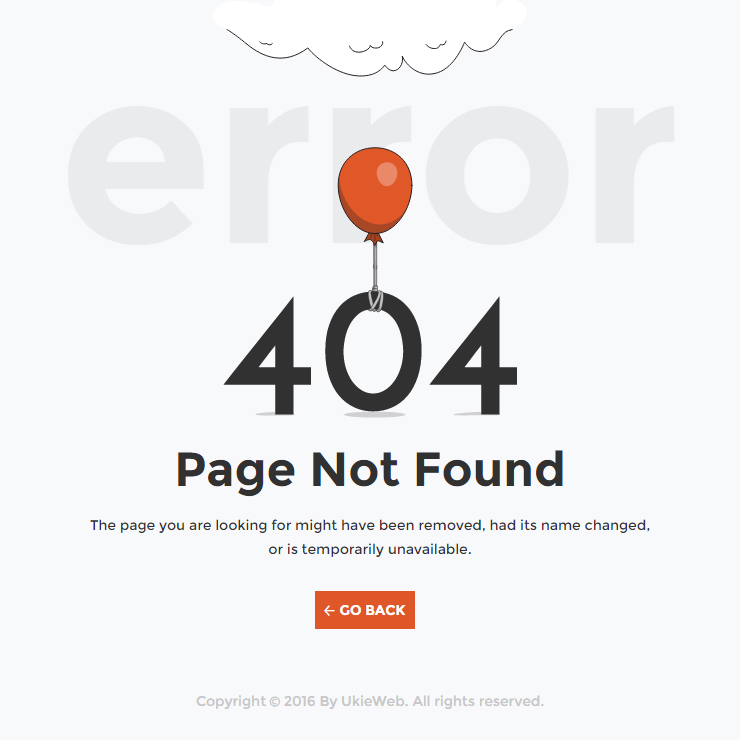 error
404
Page Not Found
The page you are looking for might have been removed, had its name changed,
or is temporarily unavailable.
← GO BACK
Copyright © 2016 By UkieWeb. All rights reserved.